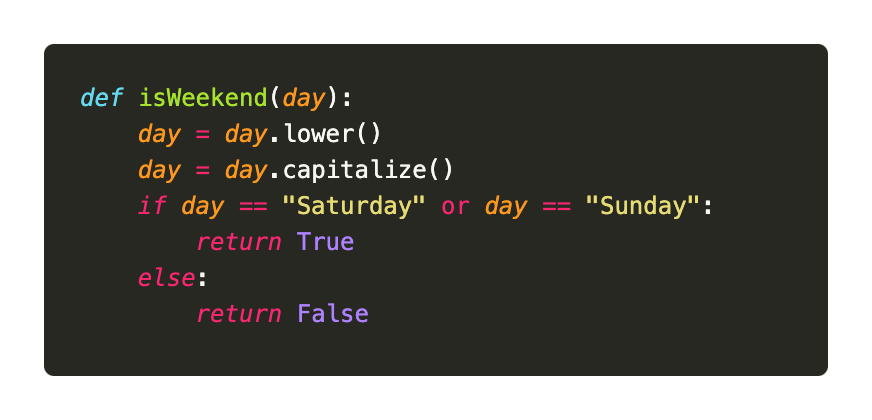 def isWeekend(day):
    day = day.lower()
    day = day.capitalize()
    if day == "Saturday" or day == "Sunday":
        return True
    else:
        return False